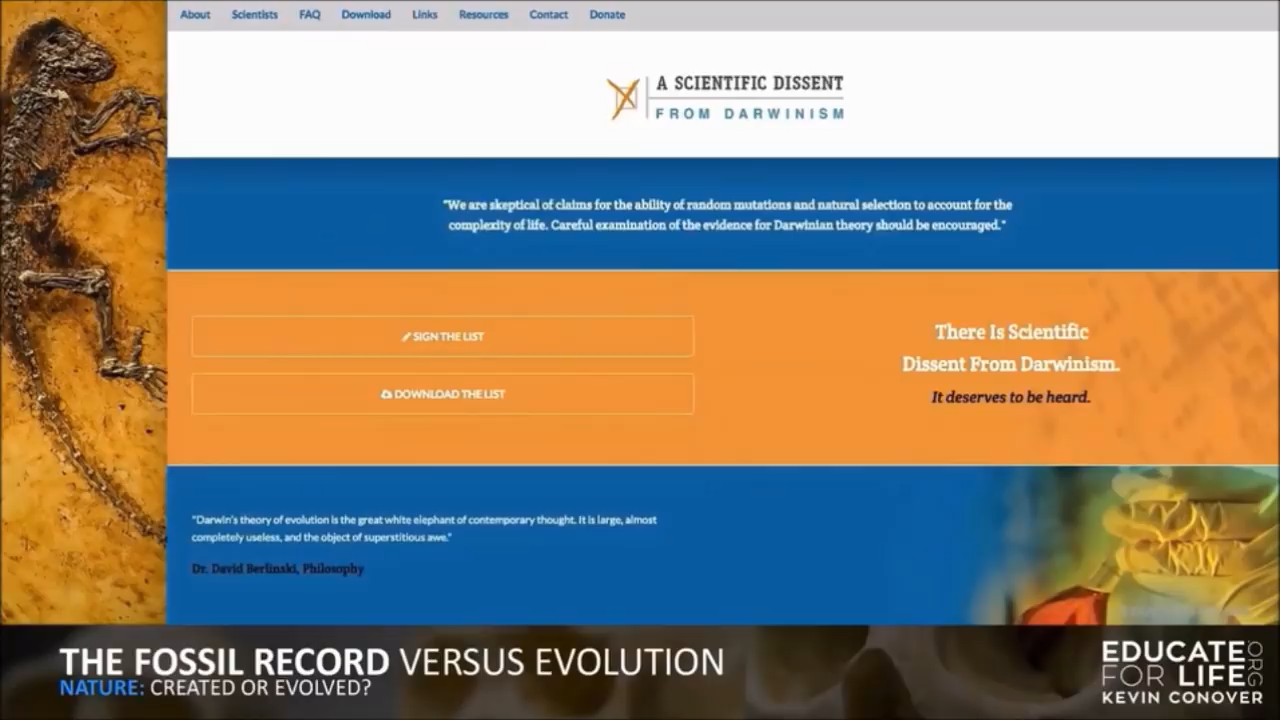 About Scientists FAQ Download Links Resources Contact Donate
A SCIENTIFIC DISSENT
FROM DARWINISM
"We are skeptical of claims for the ability of random mutations and natural selection to account for the
complexity of life. Careful examination of the evidence for Darwinian theory should be encouraged."
SIGN THE LIST
DOWNLOAD THE LIST
There Is Scientific
Dissent From Darwinism.
It deserves to be heard.
"Darwin's theory of evolution is the great white elephant of contemporary thought. It is large, almost
completely useless, and the object of superstitious awe."
Dr. David Berlinski, Philosophy
THE FOSSIL RECORD VERSUS EVOLUTION
NATURE: CREATED OR EVOLVED?
EDUCATE
FOR LIFE .ORG
KEVIN CONOVER